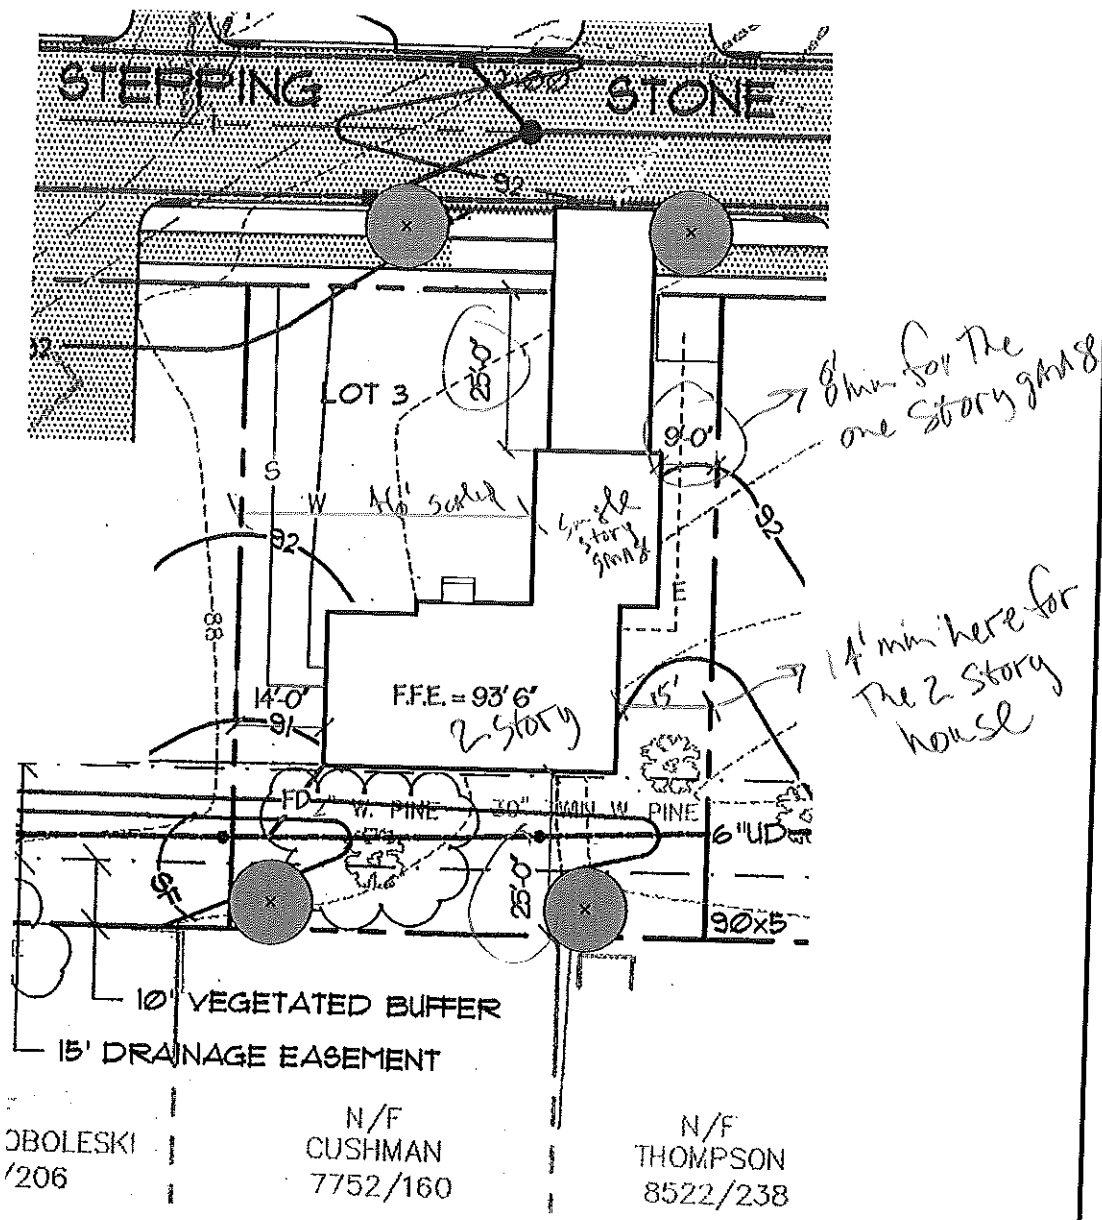 STEPPING STONE
92
92
LOT 3
25'-0"
8' min for the
one story garage
9'-0"
S
W
46' scaled
single
story
garage
92
92
E
88
14' min here for
The 2 story
house
14'-0"
F.F.E. = 93'6"
15'
91
2-Story
FD
2" W. PINE
30"
W. PINE
6"UD
25'-0"
SF
90x5
10' VEGETATED BUFFER
15' DRAINAGE EASEMENT
OBOLESKI
/206
N/F
CUSHMAN
7752/160
N/F
THOMPSON
8522/238